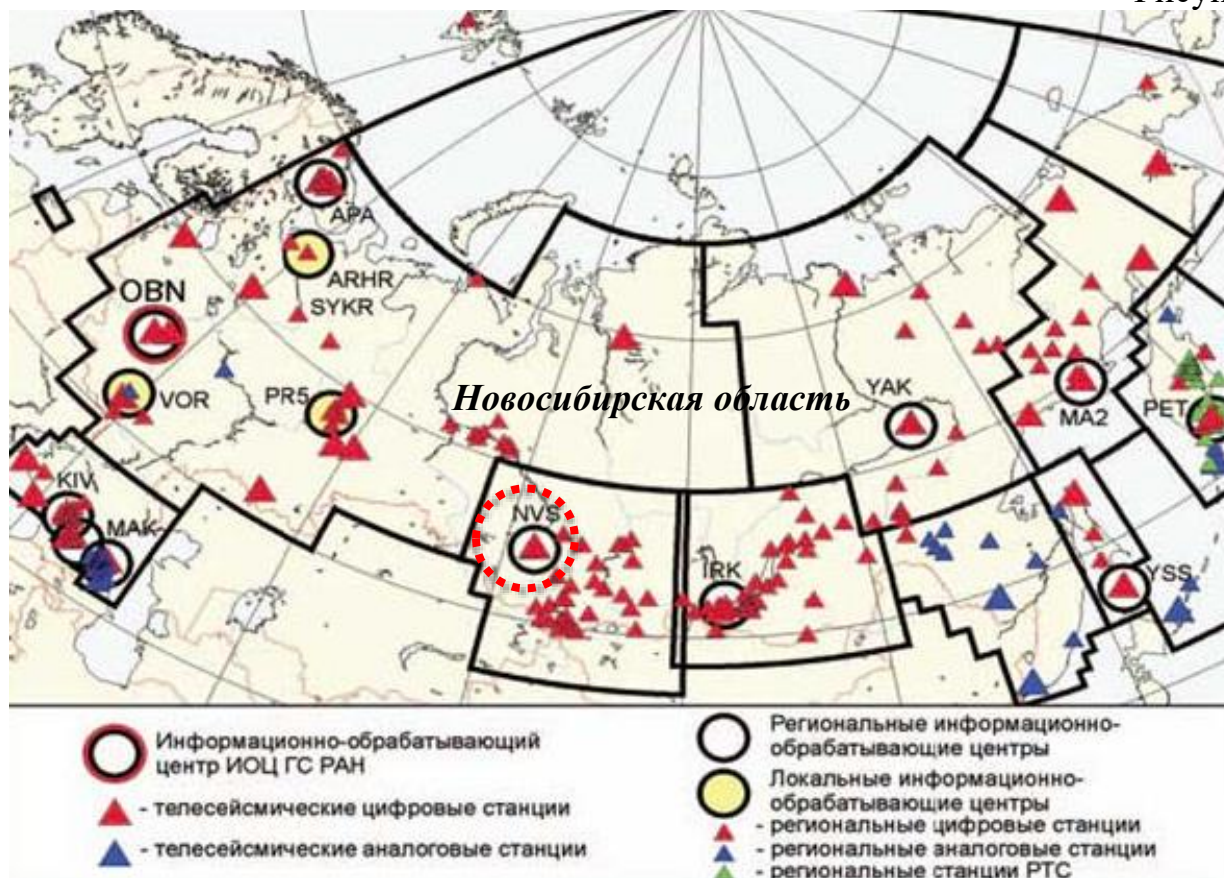 APA
ARHR
SYKR
OBN
VOR
PR5
Новосибирская область
YAK
MA2
PET
KIV
MAK
NVS
IRK
YSS
Информационно-обрабатывающий
центр ИОЦ ГС РАН
- телесейсмические цифровые станции
- телесейсмические аналоговые станции
Региональные информационно-
обрабатывающие центры
Локальные информационно-
обрабатывающие центры
- региональные цифровые станции
- региональные аналоговые станции
- региональные станции РТС